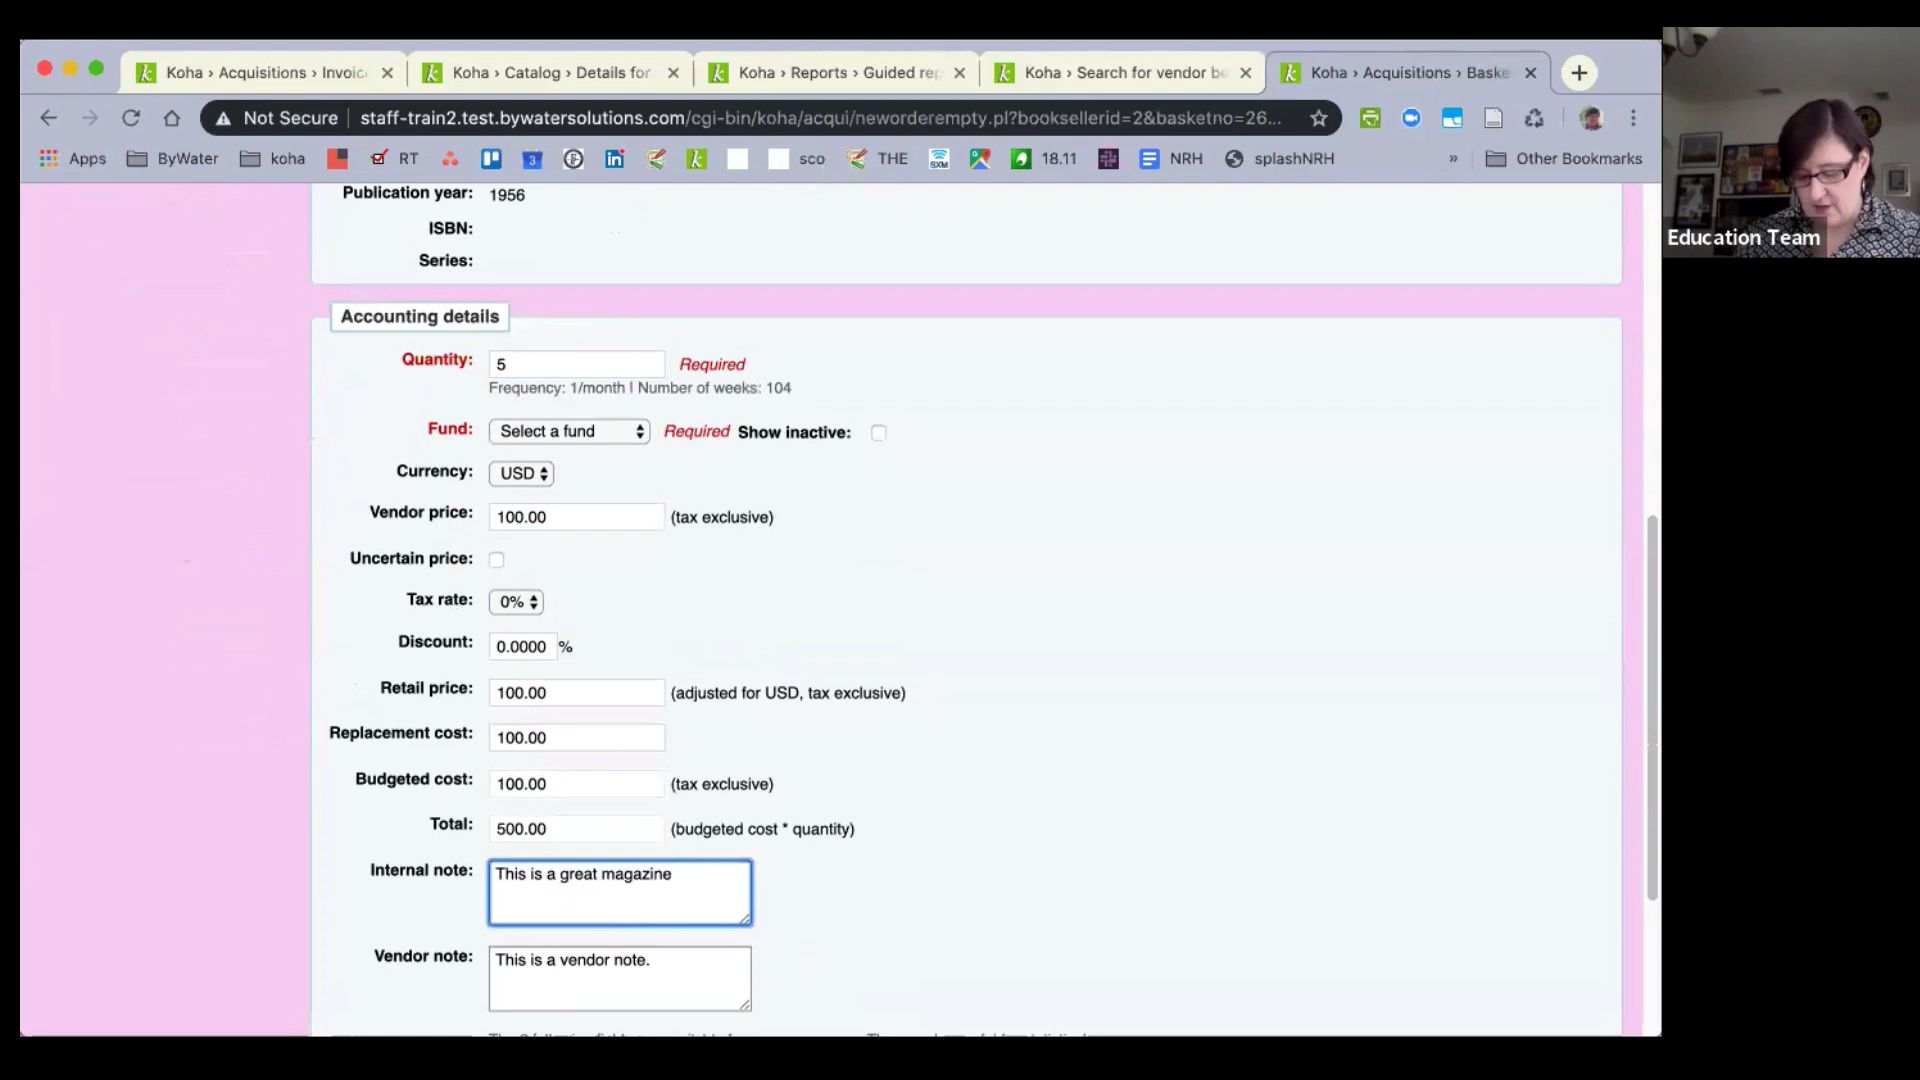 Koha › Acquisitions › Invoic
Koha › Catalog › Details for
Koha › Reports › Guided rep
Koha › Search for vendor be
Koha › Acquisitions › Baske
Not Secure
staff-train2.test.bywatersolutions.com/cgi-bin/koha/acqui/neworderempty.pl?booksellerid=2&basketno=26...
Apps
ByWater
koha
RT
3
sco
THE
SXM
18.11
NRH
splashNRH
»
Other Bookmarks
Education Team
Publication year: 1956
ISBN:
Series:
Accounting details
Quantity: 5 Required
Frequency: 1/month | Number of weeks: 104
Fund: Select a fund Required Show inactive:
Currency: USD
Vendor price: 100.00 (tax exclusive)
Uncertain price:
Tax rate: 0%
Discount: 0.0000 %
Retail price: 100.00 (adjusted for USD, tax exclusive)
Replacement cost: 100.00
Budgeted cost: 100.00 (tax exclusive)
Total: 500.00 (budgeted cost * quantity)
Internal note: This is a great magazine
Vendor note: This is a vendor note.